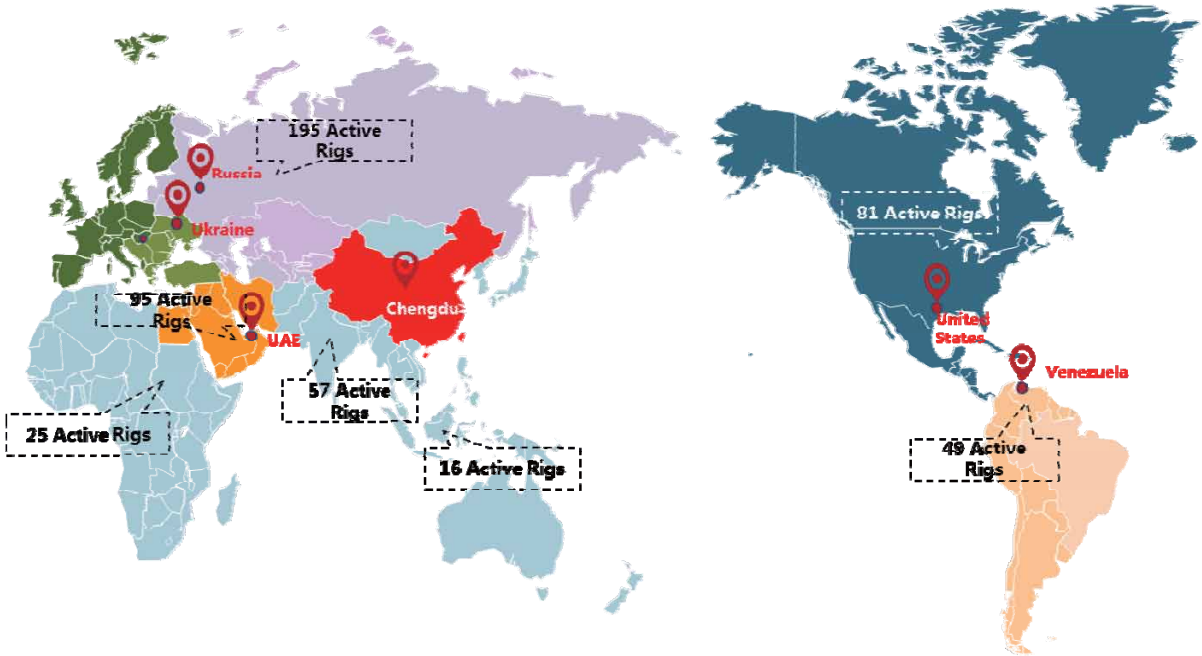 195 Active
Rigs
Russia
Ukraine
81 Active Rigs
95 Active
Rigs
UAE
Chengdu
United
States
Venezuela
57 Active
Rigs
25 Active Rigs
16 Active Rigs
49 Active
Rigs